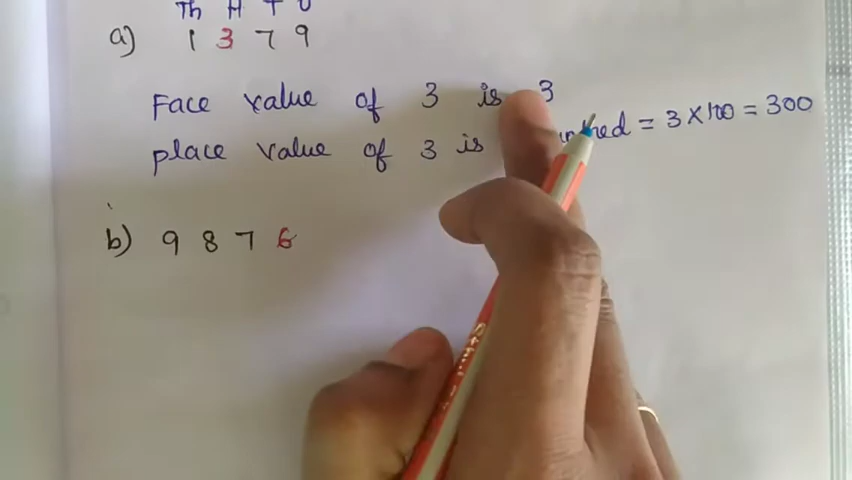 Th H T O
a) 1 3 7 9
Face value of 3 is 3
place value of 3 is = 3 × 100 = 300
b) 9 8 7 6